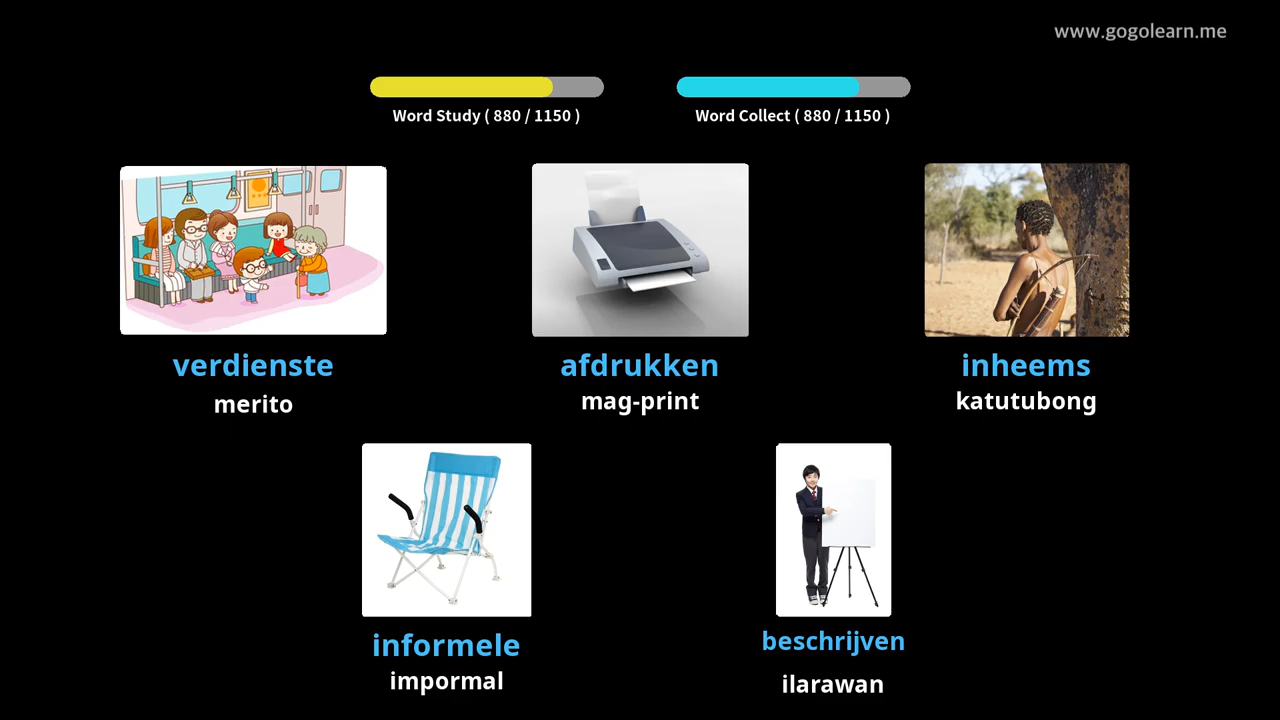 www.gogolearn.me
Word Study ( 880 / 1150 )
Word Collect ( 880 / 1150 )
verdienste
merito
afdrukken
mag-print
inheems
katutubong
informele
impormal
beschrijven
ilarawan